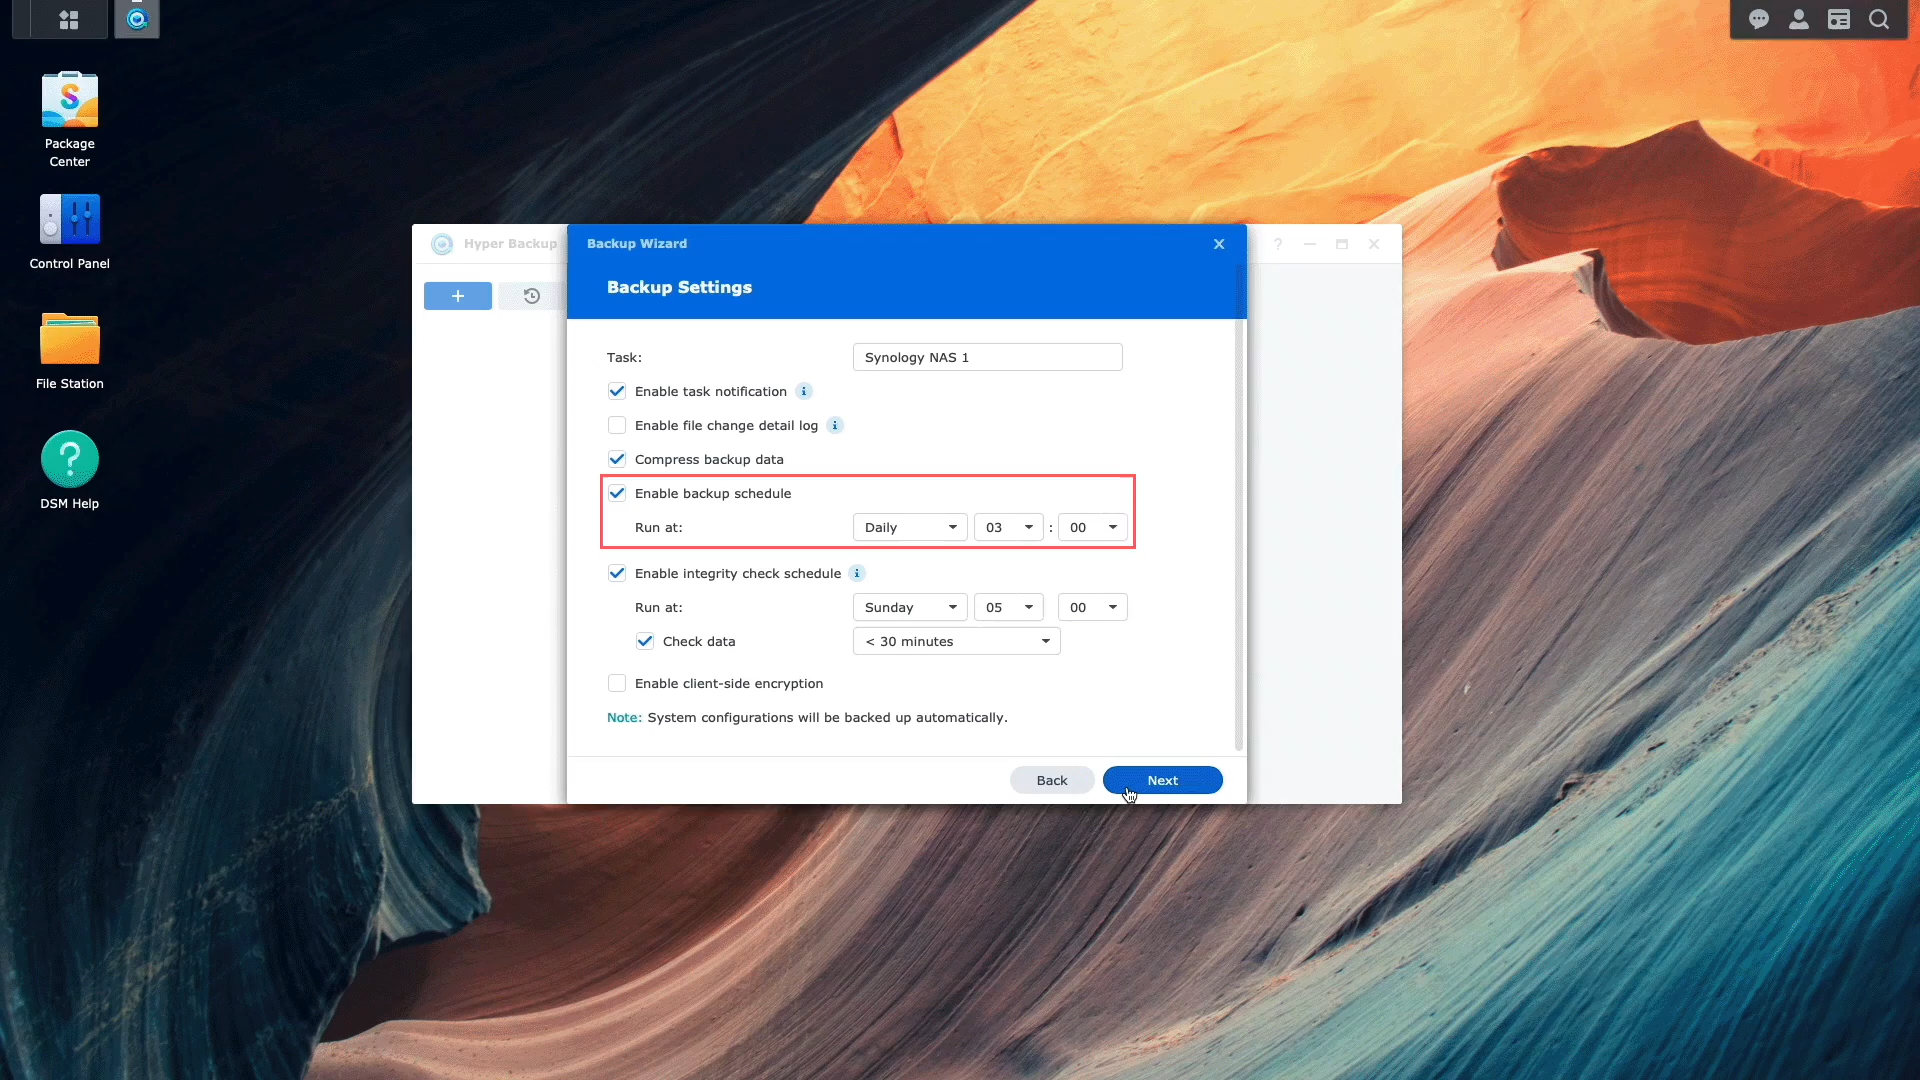 Package
Center
Control Panel
File Station
DSM Help
Hyper Backup
Backup Wizard
Backup Settings
Task: Synology NAS 1
Enable task notification
Enable file change detail log
Compress backup data
Enable backup schedule
Run at: Daily 03 : 00
Enable integrity check schedule
Run at: Sunday 05 00
Check data < 30 minutes
Enable client-side encryption
Note: System configurations will be backed up automatically.
Back Next